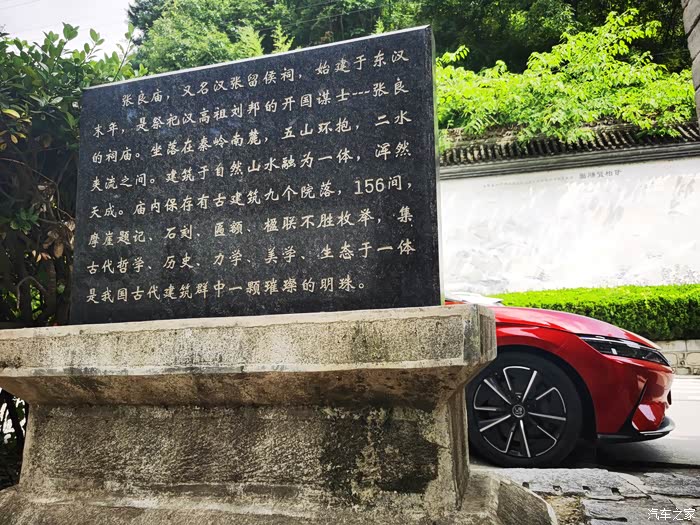 张良庙，又名汉张留侯祠，始建于东汉
末年，是祭祀汉高祖刘邦的开国谋士---张良
的祠庙。坐落在秦岭南麓，五山环抱，二水
夹流之间。建筑于自然山水融为一体，浑然
天成。庙内保存有古建筑九个院落，156间，
摩崖题记、石刻、匾额、楹联不胜枚举，集
古代哲学、历史、力学、美学、生态于一体
是我国古代建筑群中一颗璀璨的明珠。
汽车之家